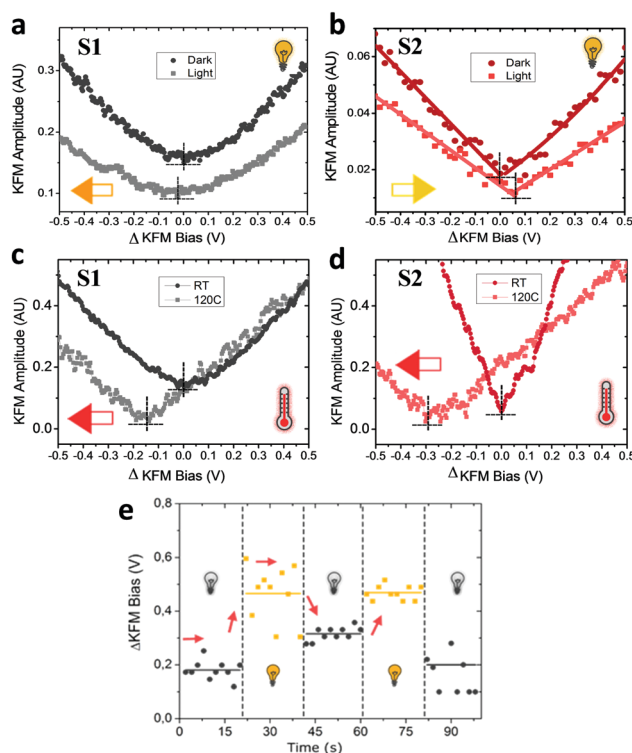 a
S1
Dark
Light
KFM Amplitude (AU)
0.3
0.2
0.1
-0.5 -0.4 -0.3 -0.2 -0.1 0.0 0.1 0.2 0.3 0.4 0.5
Δ KFM Bias (V)
b
S2
Dark
Light
KFM Amplitude (AU)
0.06
0.04
0.02
-0.5 -0.4 -0.3 -0.2 -0.1 0.0 0.1 0.2 0.3 0.4 0.5
Δ KFM Bias (V)
c
S1
RT
120C
KFM Amplitude (AU)
0.4
0.2
0.0
-0.5 -0.4 -0.3 -0.2 -0.1 0.0 0.1 0.2 0.3 0.4 0.5
Δ KFM Bias (V)
d
S2
RT
120C
KFM Amplitude (AU)
0.4
0.2
0.0
-0.5 -0.4 -0.3 -0.2 -0.1 0.0 0.1 0.2 0.3 0.4 0.5
Δ KFM Bias (V)
e
ΔKFM Bias (V)
0,8
0,6
0,4
0,2
0,0
0 15 30 45 60 75 90
Time (s)